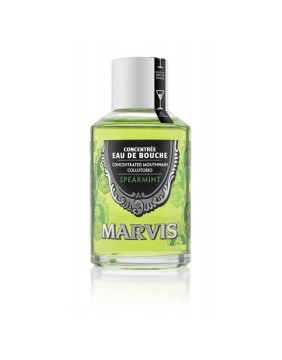 CONCENTRÉE
EAU DE BOUCHE
CONCENTRATED MOUTHWASH
COLLUTORIO
SPEARMINT
MARVIS